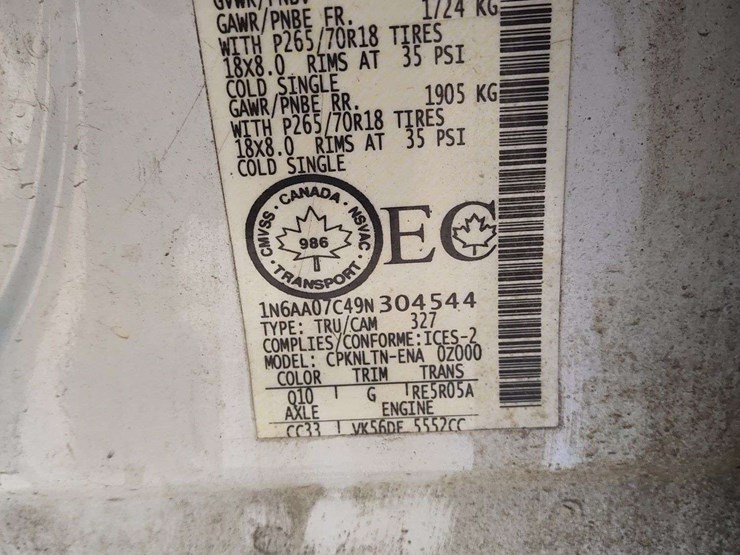 GAWR/PNBE FR. 1724 KG
WITH P265/70R18 TIRES
18X8.0 RIMS AT 35 PSI
COLD SINGLE
GAWR/PNBE RR. 1905 KG
WITH P265/70R18 TIRES
18X8.0 RIMS AT 35 PSI
COLD SINGLE
CMVSS · CANADA · NSVAC · TRANSPORT ·
986
EC
1N6AA07C49N304544
TYPE: TRU/CAM 327
COMPLIES/CONFORME:ICES-2
MODEL: CPKNLTN-ENA 0Z000
COLOR TRIM TRANS
Q10 G RE5R05A
AXLE ENGINE
CC33 VK56DE 5552CC